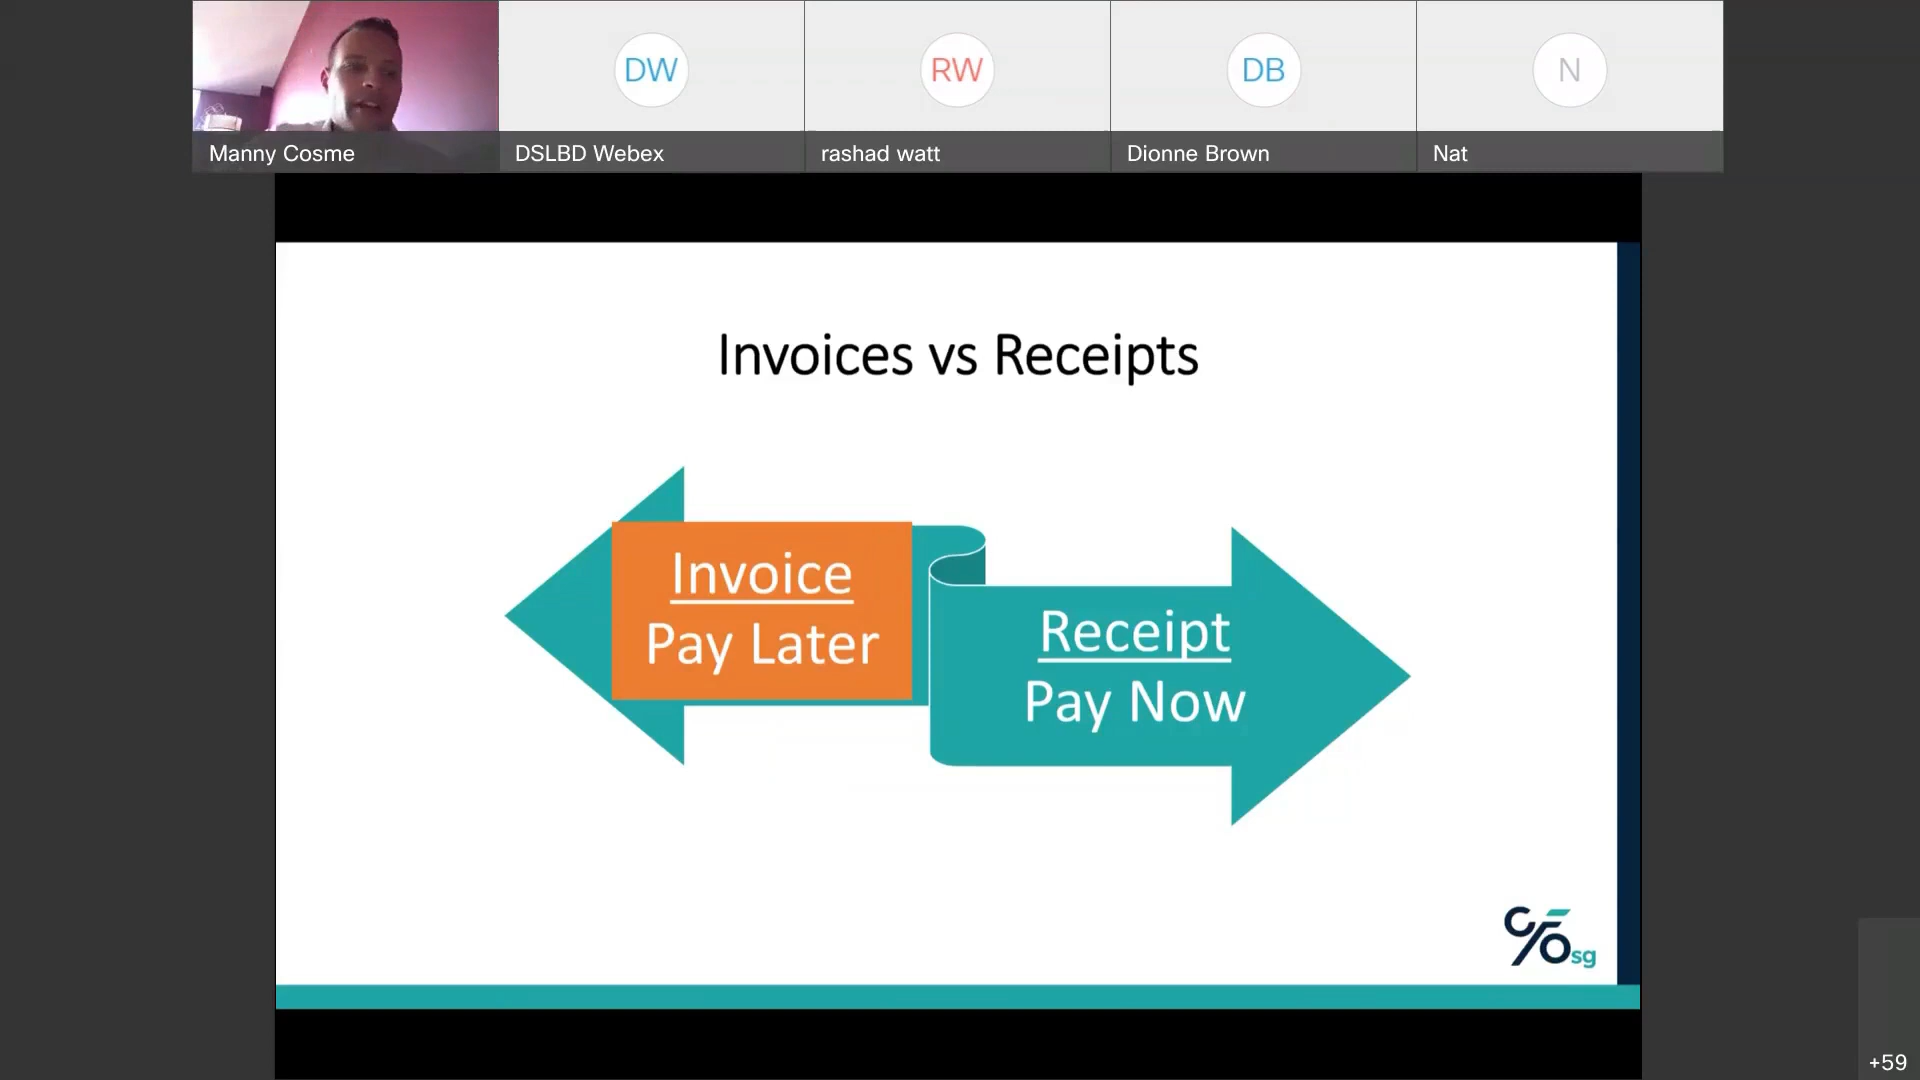 DW
RW
DB
N
Manny Cosme
DSLBD Webex
rashad watt
Dionne Brown
Nat
Invoices vs Receipts
Invoice
Pay Later
Receipt
Pay Now
CFO sg
+59